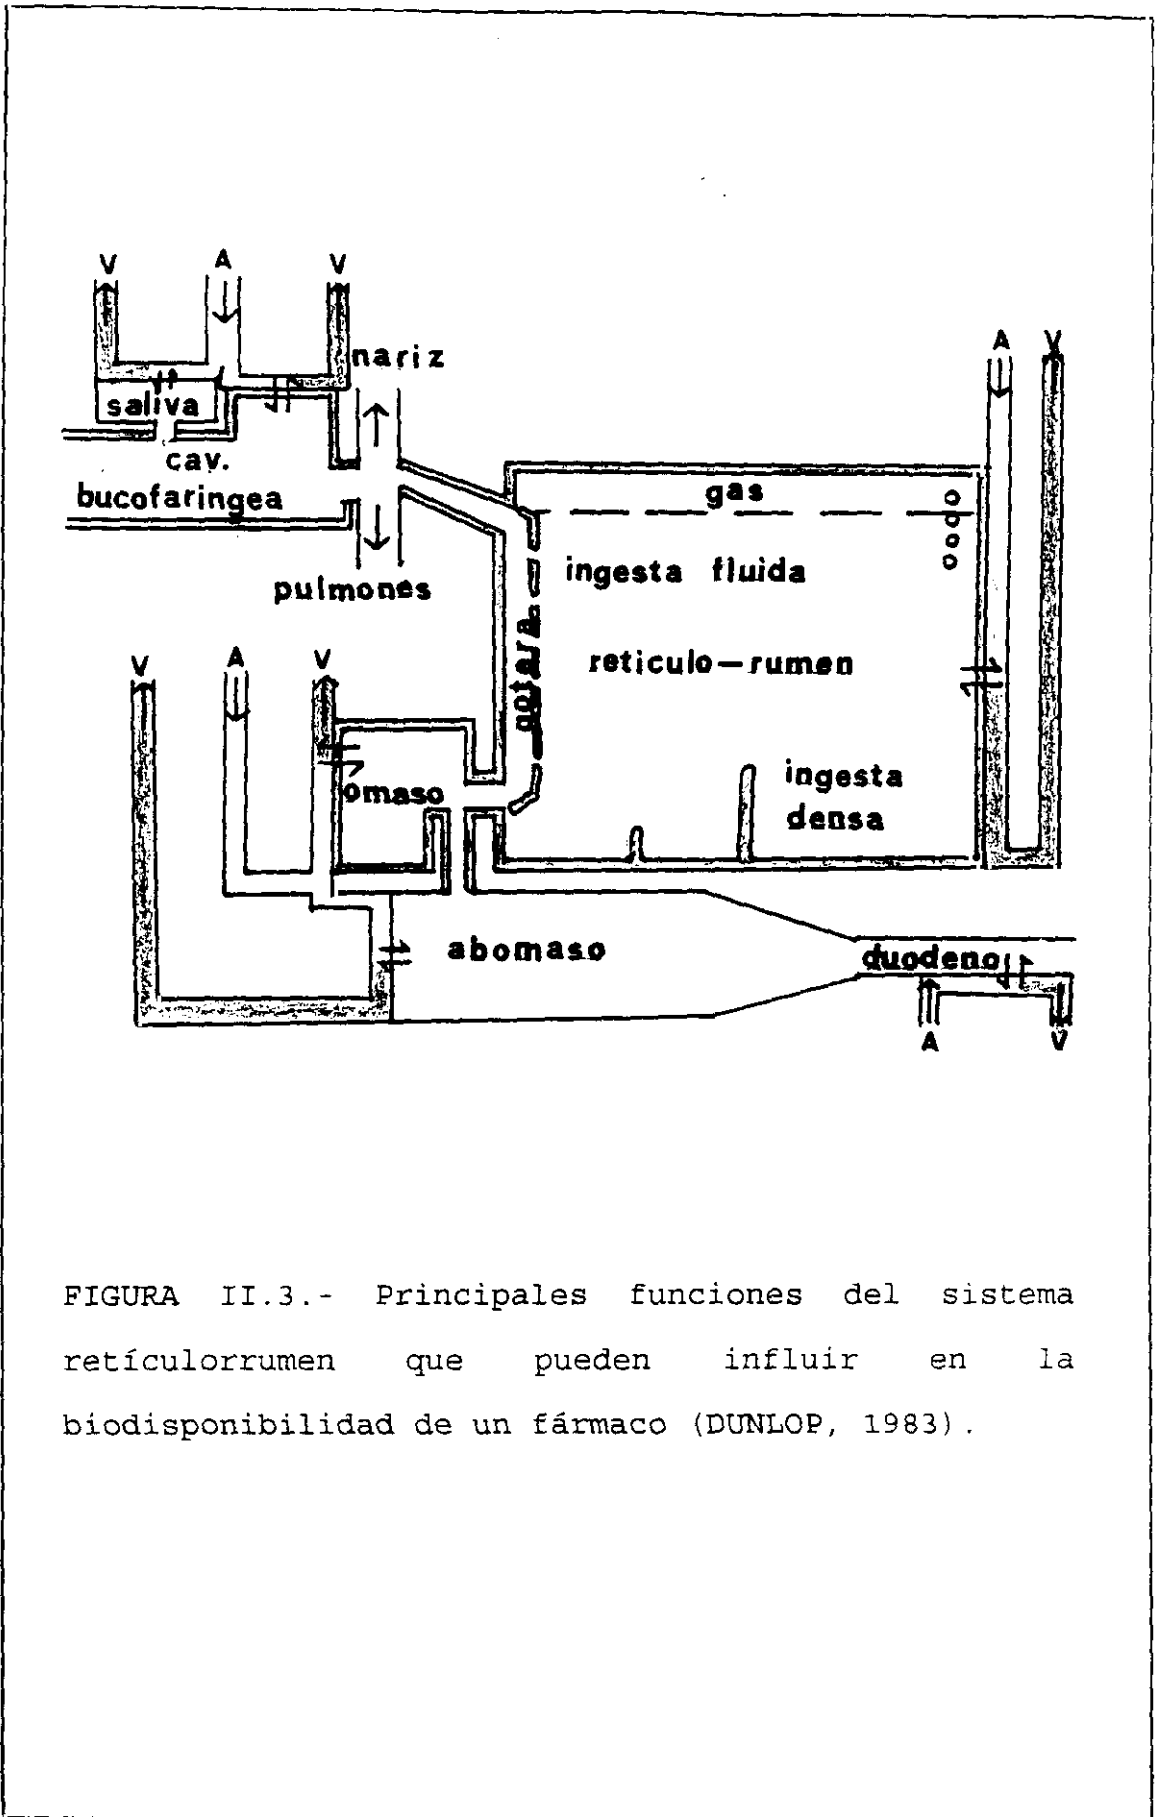 V A V
nariz
saliva
cav.
bucofaringea
pulmones
A V
gas
ingesta fluida
gotera
reticulo-rumen
ingesta
densa
V A V
omaso
abomaso
duodeno
A V
FIGURA II.3.- Principales funciones del sistema
retículorrumen que pueden influir en la
biodisponibilidad de un fármaco (DUNLOP, 1983).